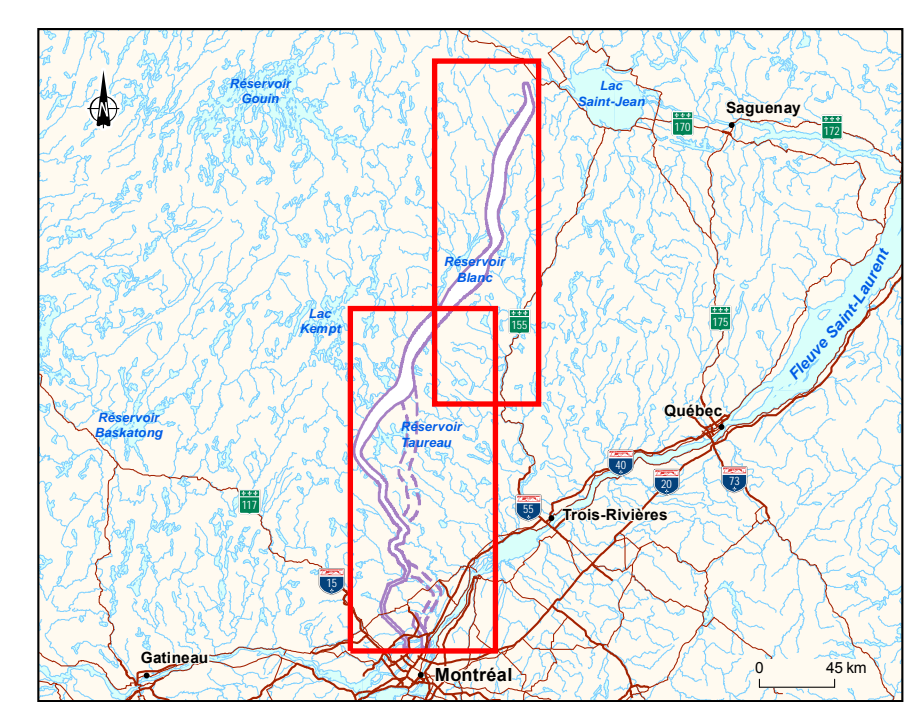 Réservoir
Gouin
Lac
Saint-Jean
Saguenay
170
172
N
Réservoir
Blanc
Lac
Kempt
155
175
Fleuve Saint-Laurent
Réservoir
Baskatong
Réservoir
Taureau
Québec
40
20
73
117
55
Trois-Rivières
15
Gatineau
Montréal
0
45 km